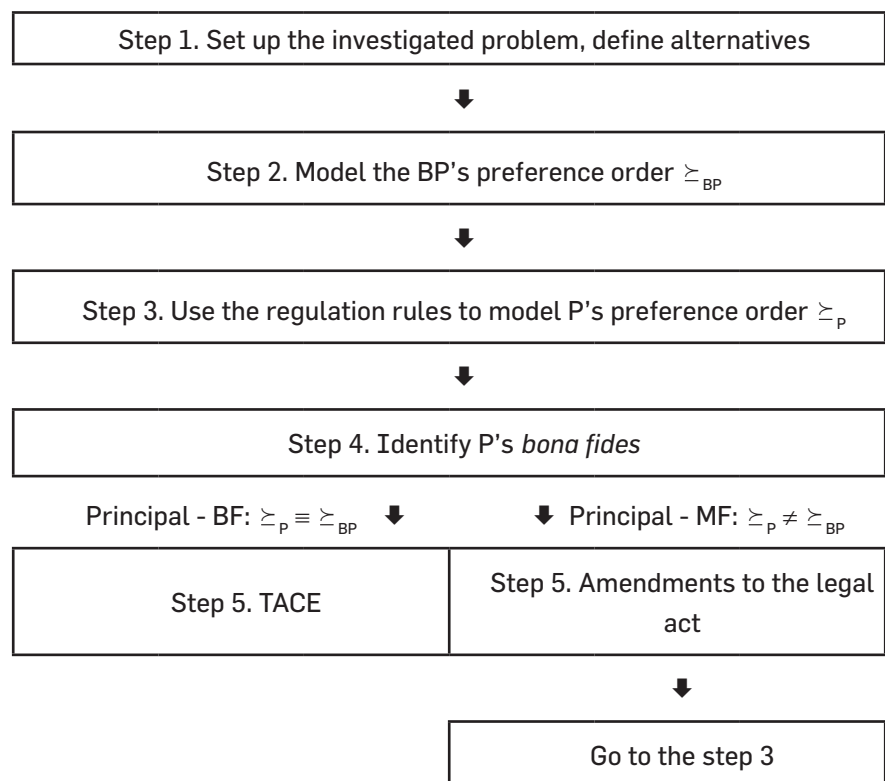 Step 1. Set up the investigated problem, define alternatives
Step 2. Model the BP’s preference order ⪰BP
Step 3. Use the regulation rules to model P’s preference order ⪰P
Step 4. Identify P’s bona fides
Principal - BF: ⪰P ≡ ⪰BP
Principal - MF: ⪰P ≠ ⪰BP
Step 5. TACE
Step 5. Amendments to the legal
act
Go to the step 3